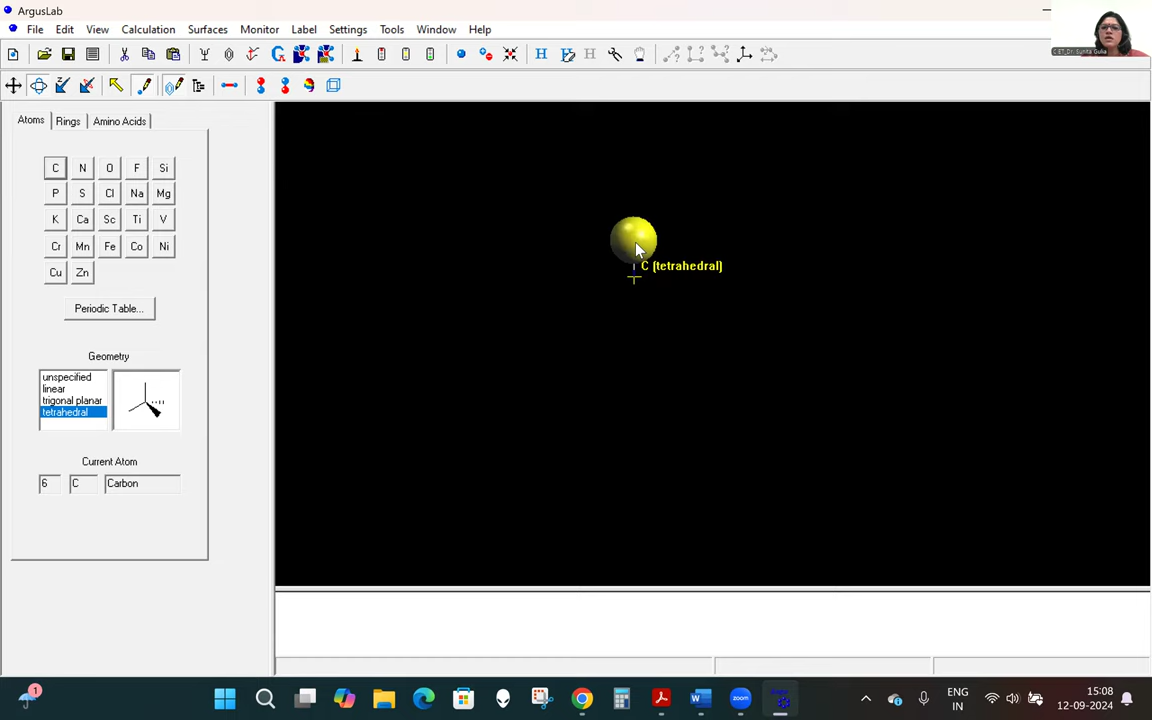 ArgusLab
File Edit View Calculation Surfaces Monitor Label Settings Tools Window Help
H H
Atoms Rings Amino Acids
C N O F Si
P S Cl Na Mg
K Ca Sc Ti V
Cr Mn Fe Co Ni
Cu Zn
Periodic Table...
Geometry
unspecified
linear
trigonal planar
tetrahedral
Current Atom
6 C Carbon
C (tetrahedral)
1
zoom
ENG
IN
15:08
12-09-2024